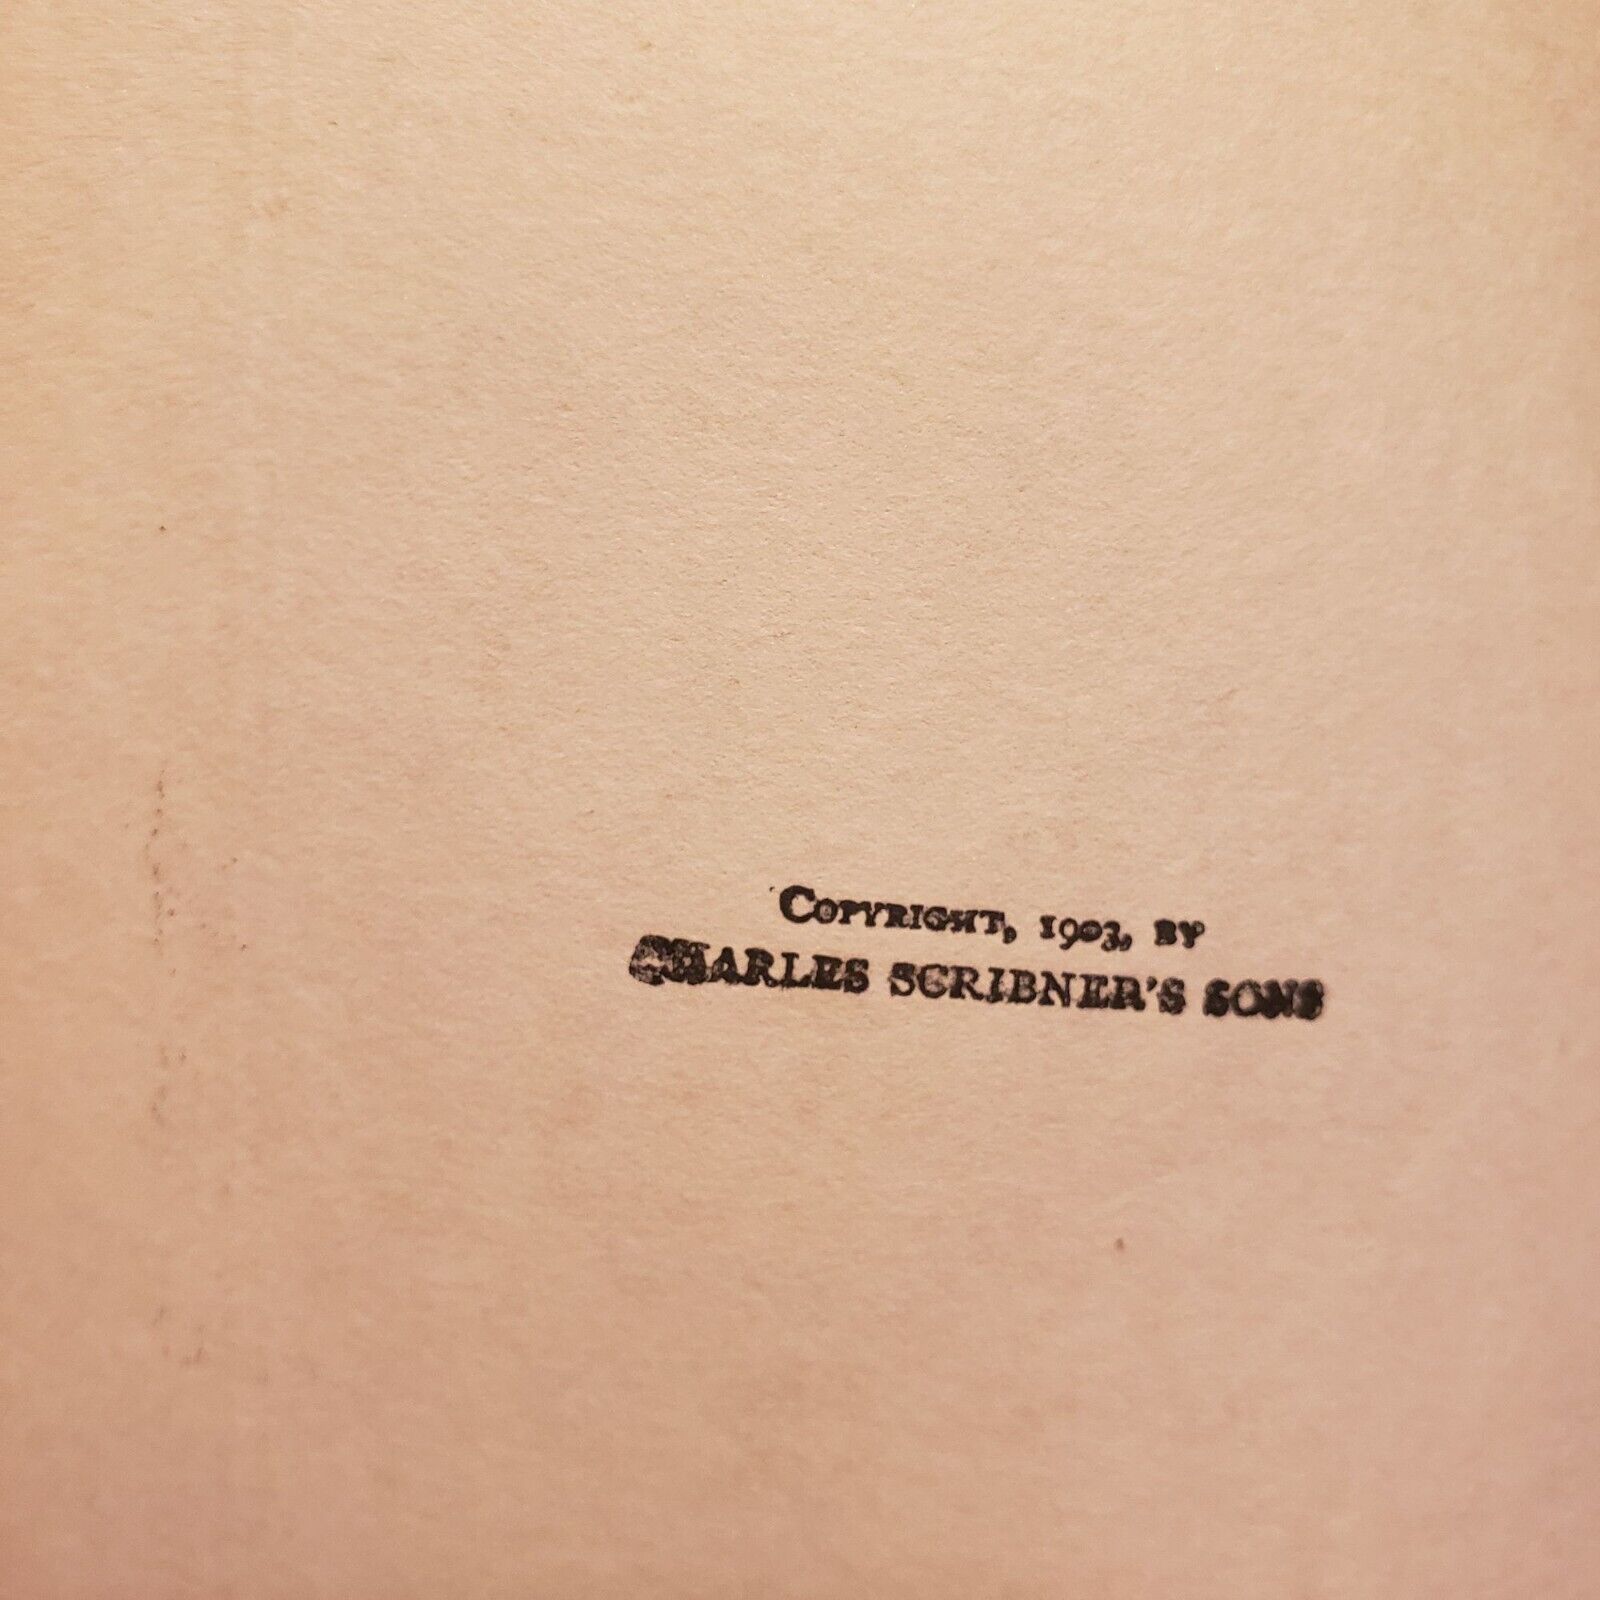 Copyright, 1903, by
CHARLES SCRIBNER'S SONS